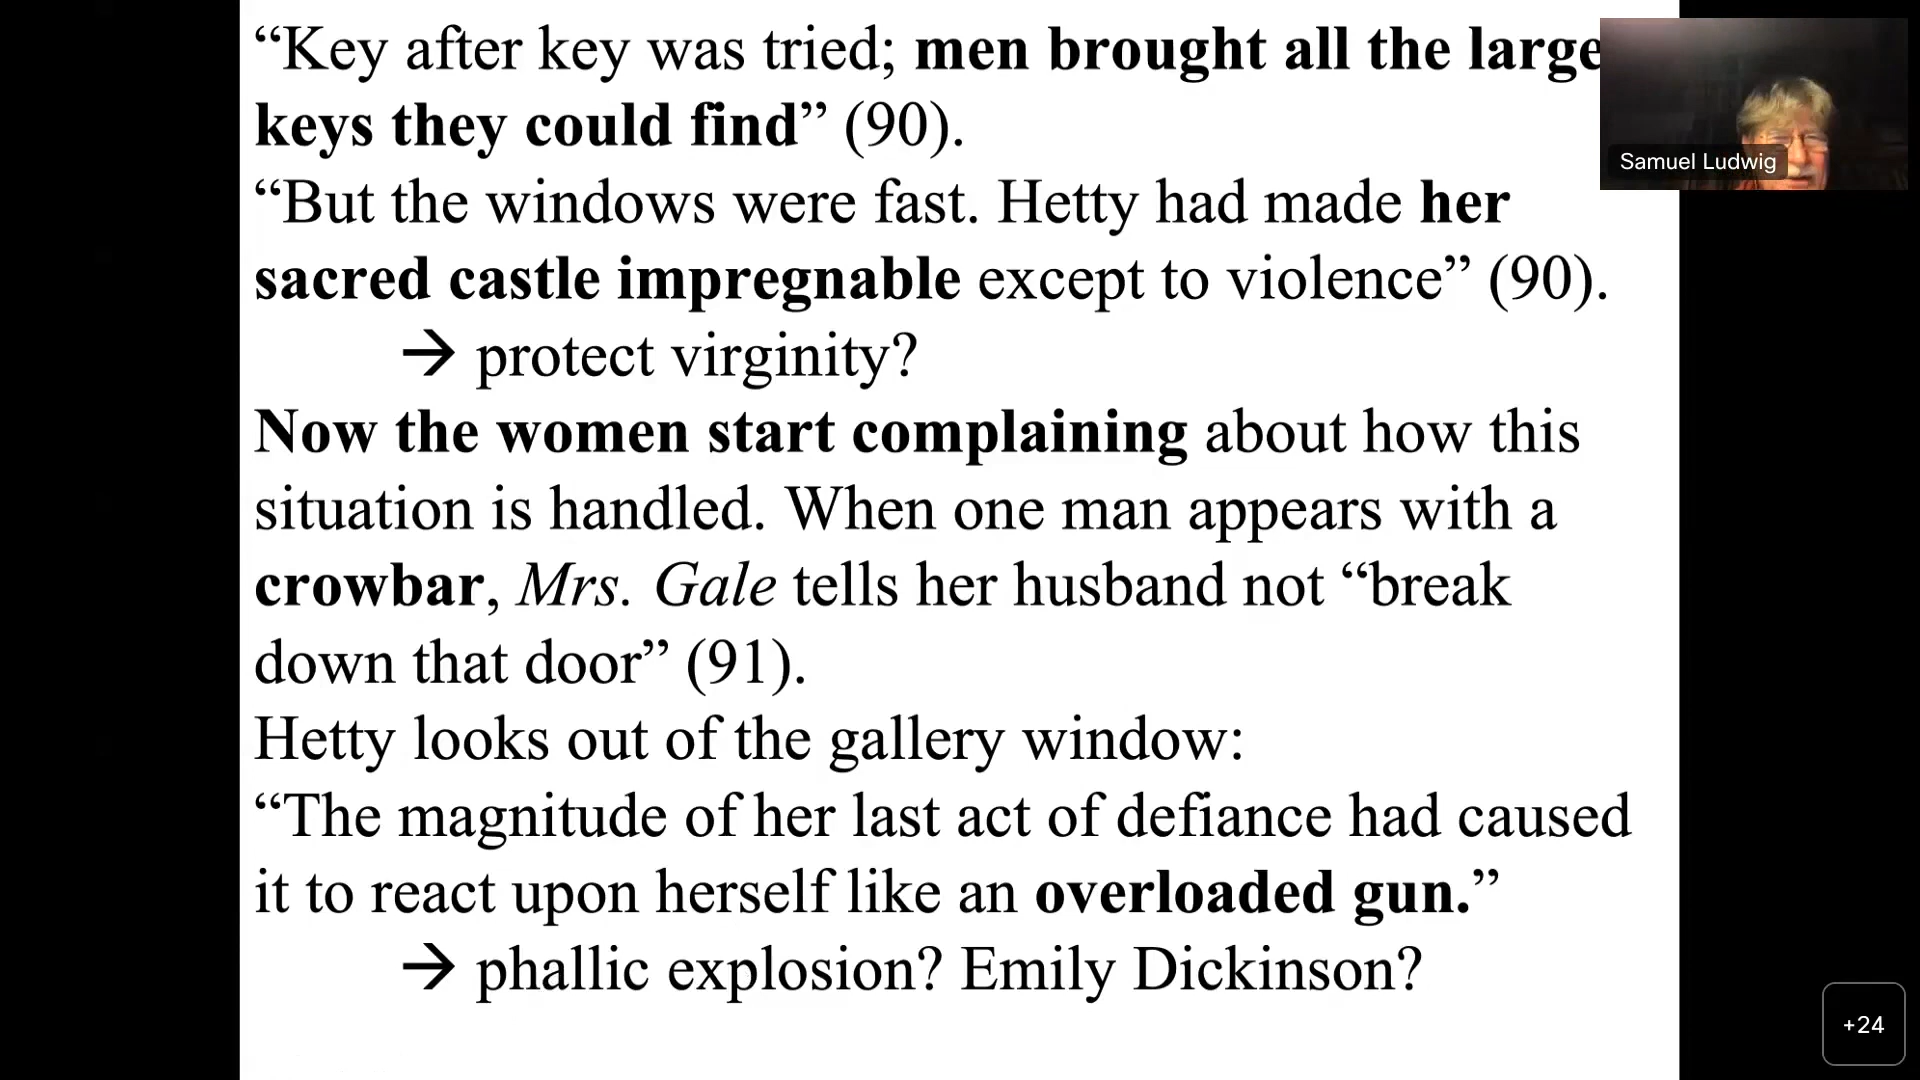 “Key after key was tried; men brought all the large
keys they could find” (90).
“But the windows were fast. Hetty had made her
sacred castle impregnable except to violence” (90).
→ protect virginity?
Now the women start complaining about how this
situation is handled. When one man appears with a
crowbar, Mrs. Gale tells her husband not “break
down that door” (91).
Hetty looks out of the gallery window:
“The magnitude of her last act of defiance had caused
it to react upon herself like an overloaded gun.”
→ phallic explosion? Emily Dickinson?
Samuel Ludwig
+24